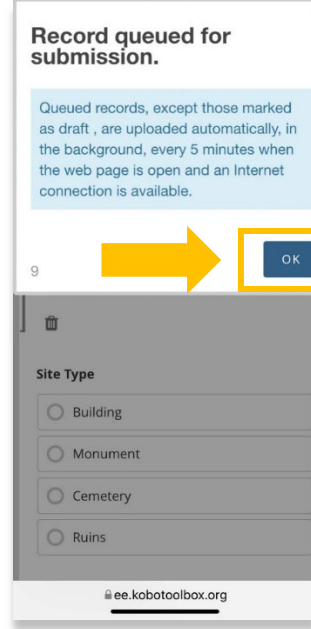 Record queued for
submission.
Queued records, except those marked
as draft , are uploaded automatically, in
the background, every 5 minutes when
the web page is open and an Internet
connection is available.
9
OK
Site Type
Building
Monument
Cemetery
Ruins
ee.kobotoolbox.org